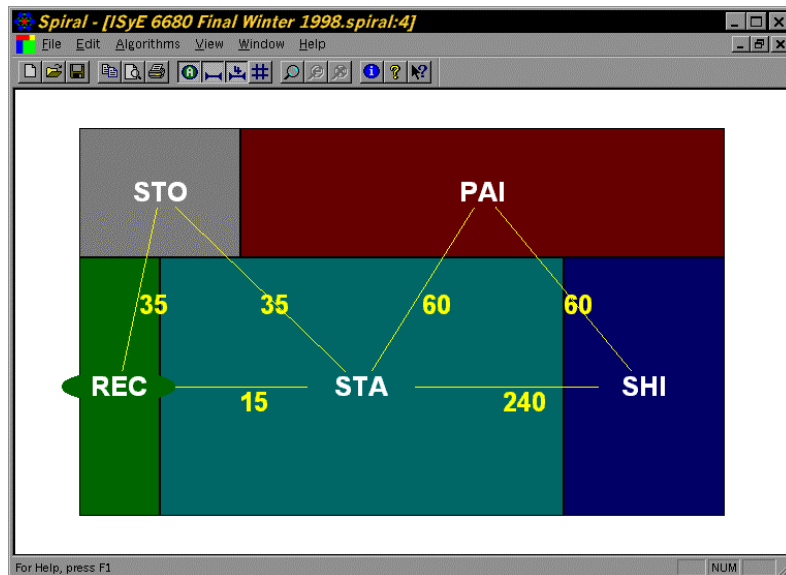 Spiral - [ISyE 6680 Final Winter 1998.spiral:4]
File Edit Algorithms View Window Help
STO PAI
35 35 60 60
REC STA SHI
15 240
For Help, press F1 NUM